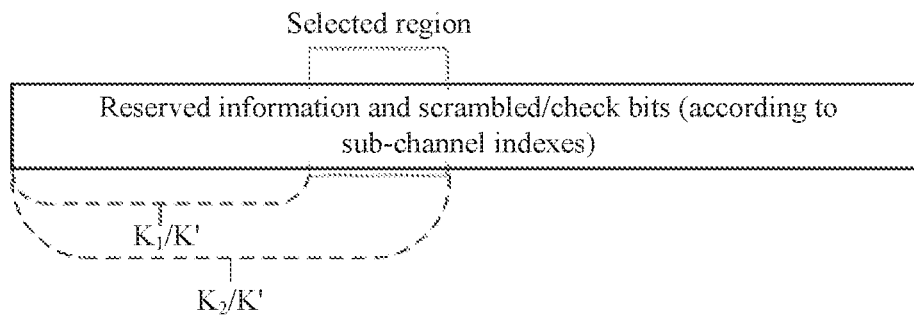 Selected region
Reserved information and scrambled/check bits (according to
sub-channel indexes)
K₁/K'
K₂/K'